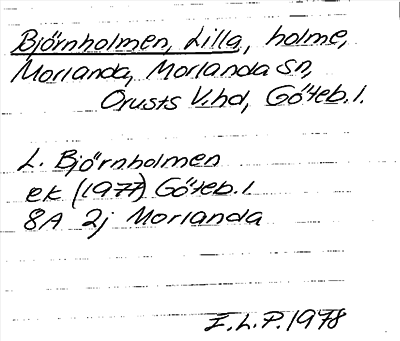 Björnholmen, Lilla, holme,
Morlanda, Morlanda sn,
Orusts V.hd, Göteb. l.
L. Björnholmen
ek (1977) Göteb. l.
8A 2j Morlanda
I. L. P. 1978